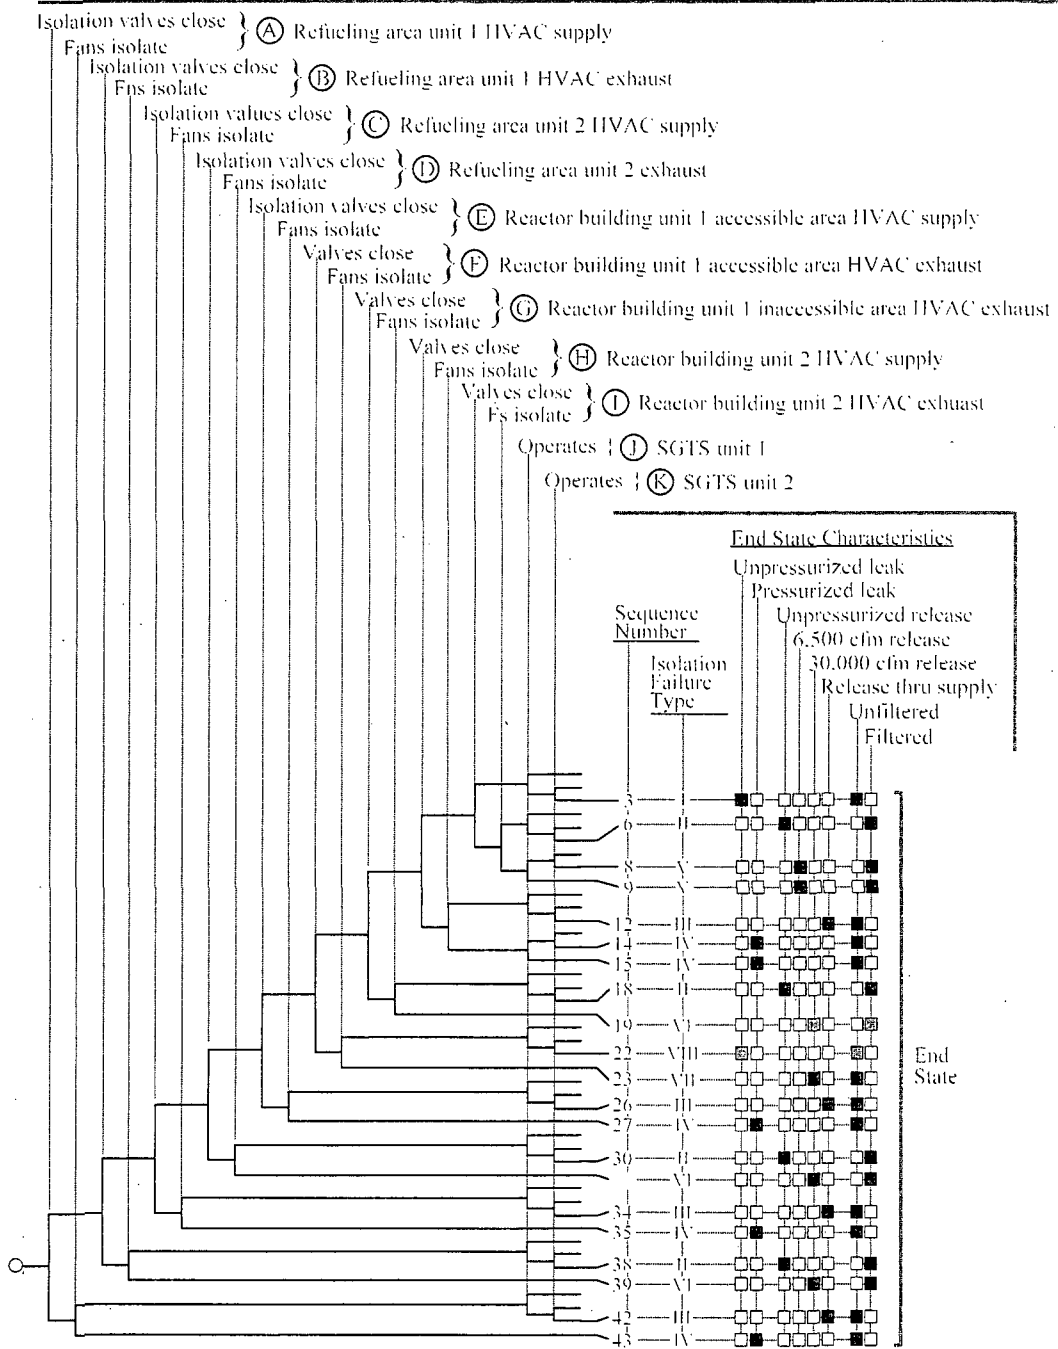 Isolation valves close
Fans isolate
Ⓐ Refueling area unit 1 HVAC supply
Isolation valves close
Fns isolate
Ⓑ Refueling area unit 1 HVAC exhaust
Isolation values close
Fans isolate
Ⓒ Refueling area unit 2 HVAC supply
Isolation valves close
Fans isolate
Ⓓ Refueling area unit 2 exhaust
Isolation valves close
Fans isolate
Ⓔ Reactor building unit 1 accessible area HVAC supply
Valves close
Fans isolate
Ⓕ Reactor building unit 1 accessible area HVAC exhaust
Valves close
Fans isolate
Ⓖ Reactor building unit 1 inaccessible area HVAC exhaust
Valves close
Fans isolate
Ⓗ Reactor building unit 2 HVAC supply
Valves close
Fs isolate
Ⓘ Reactor building unit 2 HVAC exhuast
Operates Ⓙ SGTS unit 1
Operates Ⓚ SGTS unit 2
End State Characteristics
Unpressurized leak
Pressurized leak
Unpressurized release
6,500 cfm release
30,000 cfm release
Release thru supply
Unfiltered
Filtered
Sequence
Number
Isolation
Failure
Type
3 I
6 II
8 V
9 V
12 III
14 IV
15 IV
18 II
19 VI
22 VIII
23 VII
26 III
27 IV
30 II
VI
34 III
35 IV
38 II
39 VI
42 III
43 IV
End
State